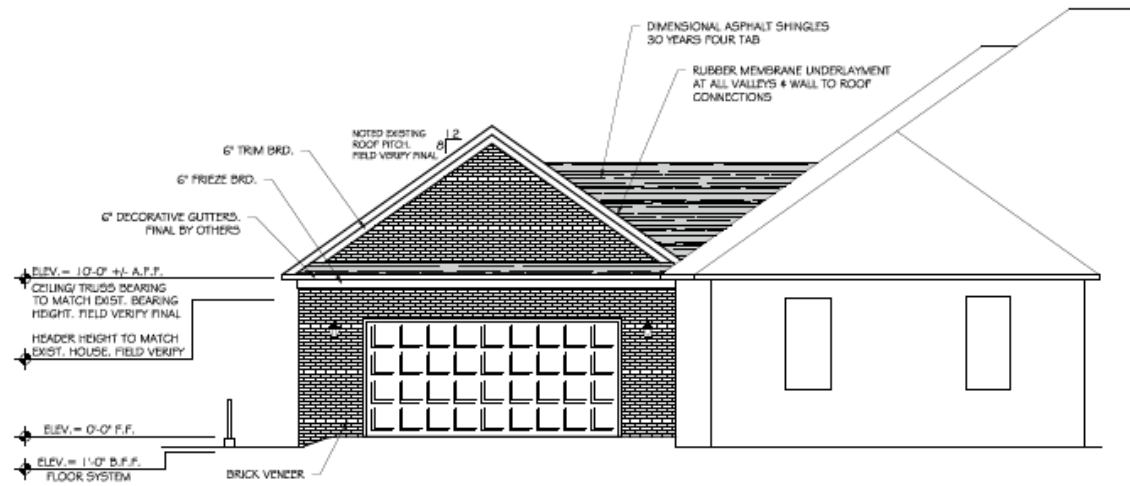 DIMENSIONAL ASPHALT SHINGLES
30 YEARS FOUR TAB
RUBBER MEMBRANE UNDERLAYMENT
AT ALL VALLEYS & WALL TO ROOF
CONNECTIONS
NOTED EXISTING
ROOF PITCH.
FIELD VERIFY FINAL
12
8
6" TRIM BRD.
6" FRIEZE BRD.
6" DECORATIVE GUTTERS.
FINAL BY OTHERS
ELEV.= 10'-0" +/- A.F.F.
CEILING/ TRUSS BEARING
TO MATCH EXIST. BEARING
HEIGHT. FIELD VERIFY FINAL
HEADER HEIGHT TO MATCH
EXIST. HOUSE. FIELD VERIFY
ELEV.= 0'-0" F.F.
ELEV.= 1'-0" B.F.F.
FLOOR SYSTEM
BRICK VENEER